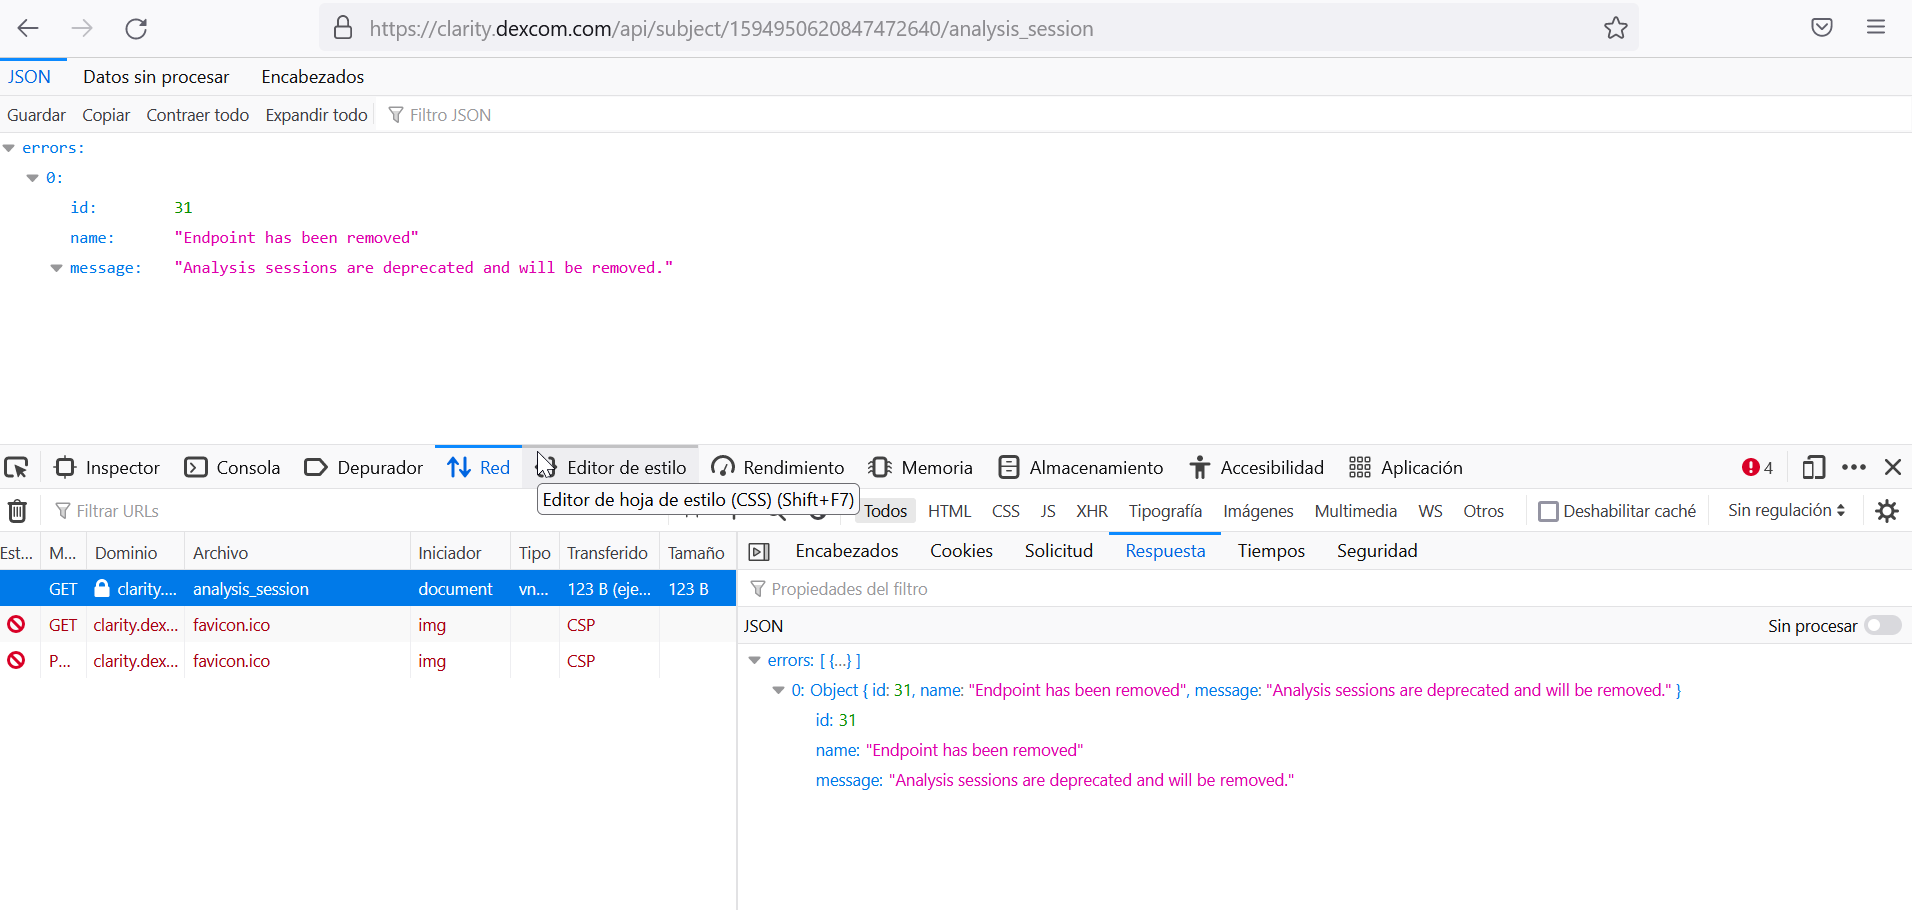 https://clarity.dexcom.com/api/subject/1594950620847472640/analysis_session
JSON Datos sin procesar Encabezados
Guardar Copiar Contraer todo Expandir todo Filtro JSON
errors:
0:
id: 31
name: "Endpoint has been removed"
message: "Analysis sessions are deprecated and will be removed."
Inspector Consola Depurador Red Editor de estilo Rendimiento Memoria Almacenamiento Accesibilidad Aplicación 4
Editor de hoja de estilo (CSS) (Shift+F7)
Filtrar URLs Todos HTML CSS JS XHR Tipografía Imágenes Multimedia WS Otros Deshabilitar caché Sin regulación
Est... M... Dominio Archivo Iniciador Tipo Transferido Tamaño
GET clarity.... analysis_session document vn... 123 B (eje... 123 B
GET clarity.dex... favicon.ico img CSP
P... clarity.dex... favicon.ico img CSP
Encabezados Cookies Solicitud Respuesta Tiempos Seguridad
Propiedades del filtro
JSON Sin procesar
errors: [ {...} ]
0: Object { id: 31, name: "Endpoint has been removed", message: "Analysis sessions are deprecated and will be removed." }
id: 31
name: "Endpoint has been removed"
message: "Analysis sessions are deprecated and will be removed."